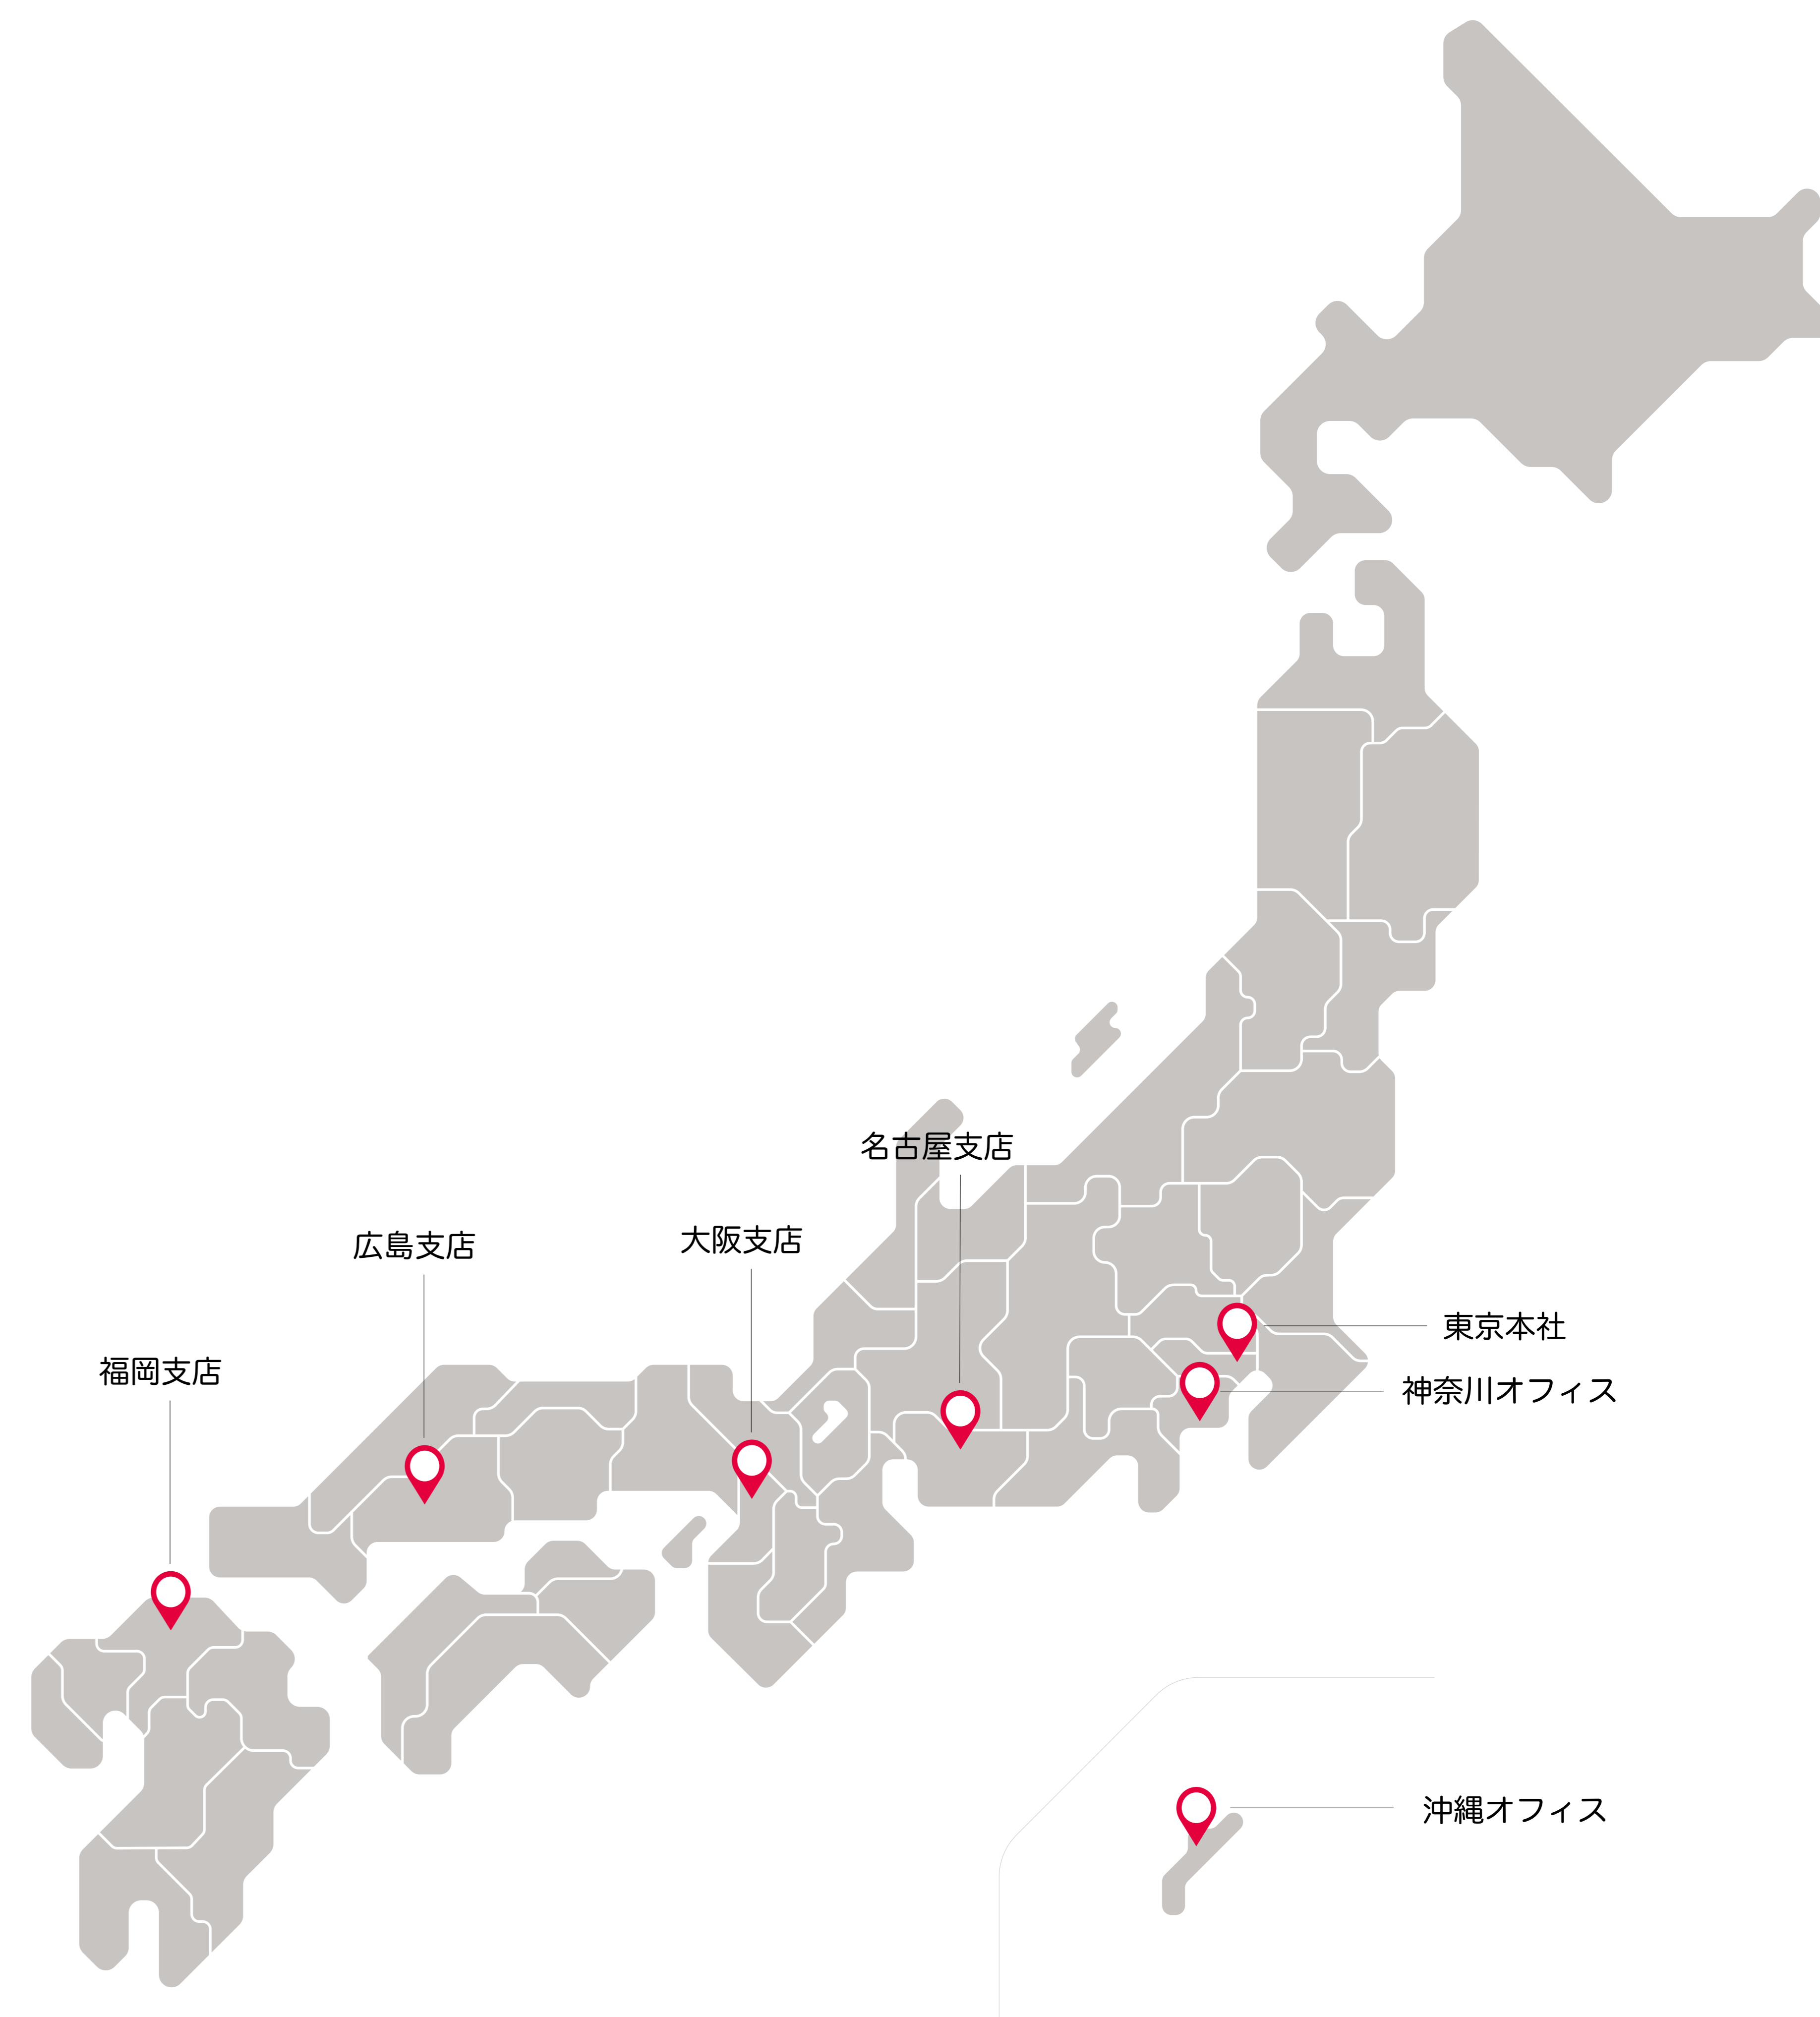 名古屋支店
大阪支店
広島支店
東京本社
福岡支店
神奈川オフィス
沖縄オフィス